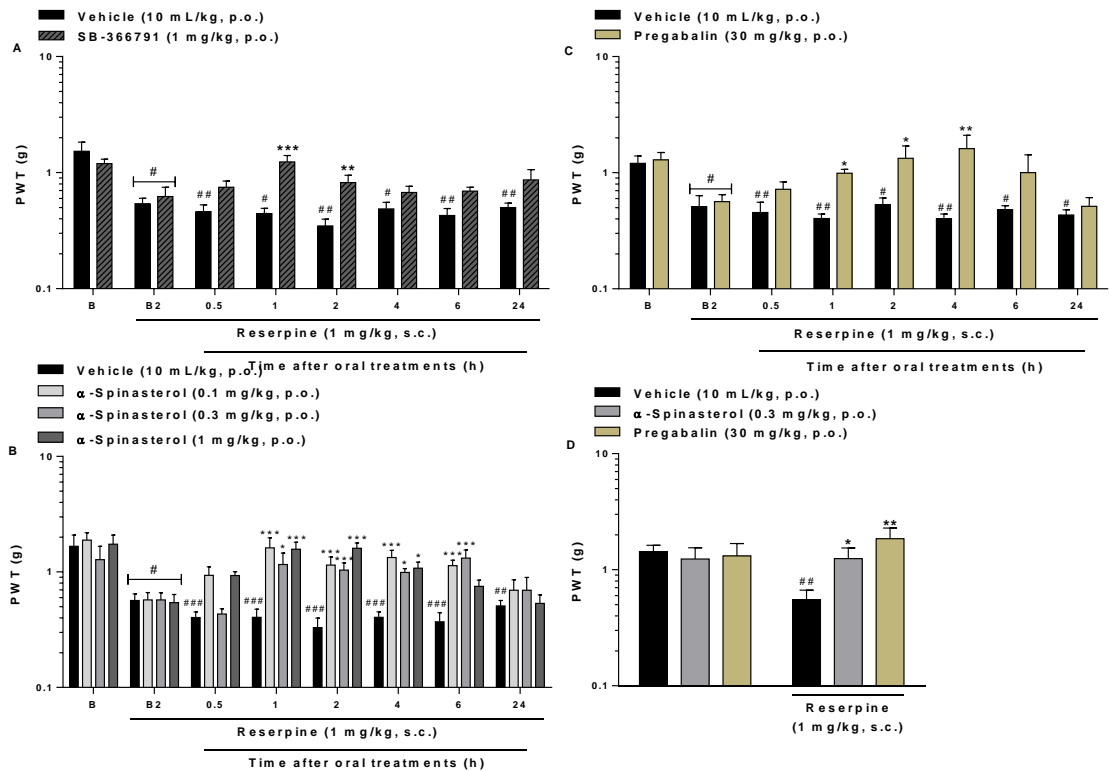 Vehicle (10 mL/kg, p.o.)
SB-366791 (1 mg/kg, p.o.)
A
10
1
0.1
PWT (g)
#
##
#
***
##
**
#
##
##
B B2 0.5 1 2 4 6 24
Reserpine (1 mg/kg, s.c.)
Time after oral treatments (h)
Vehicle (10 mL/kg, p.o.)
α-Spinasterol (0.1 mg/kg, p.o.)
α-Spinasterol (0.3 mg/kg, p.o.)
α-Spinasterol (1 mg/kg, p.o.)
B
10
1
0.1
PWT (g)
#
###
###
***
*
***
###
***
***
***
###
***
*
*
###
***
***
##
B B2 0.5 1 2 4 6 24
Reserpine (1 mg/kg, s.c.)
Time after oral treatments (h)
Vehicle (10 mL/kg, p.o.)
Pregabalin (30 mg/kg, p.o.)
C
10
1
0.1
PWT (g)
#
##
##
*
#
*
##
**
#
#
B B2 0.5 1 2 4 6 24
Reserpine (1 mg/kg, s.c.)
Time after oral treatments (h)
Vehicle (10 mL/kg, p.o.)
α-Spinasterol (0.3 mg/kg, p.o.)
Pregabalin (30 mg/kg, p.o.)
D
10
1
0.1
PWT (g)
##
*
**
Reserpine
(1 mg/kg, s.c.)